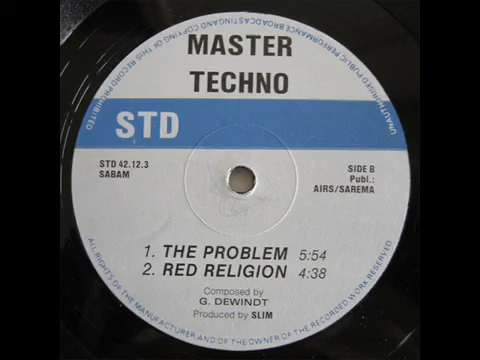 UNAUTHORISED PUBLIC PERFORMANCE BROADCASTING AND COPYING OF THIS RECORD PROHIBITED
MASTER
TECHNO
STD
STD 42.12.3
SABAM
SIDE B
Publ.:
AIRS/SAREMA
1. THE PROBLEM 5:54
2. RED RELIGION 4:38
Composed by
G. DEWINDT
Produced by SLIM
ALL RIGHTS OF THE MANUFACTURER AND OF THE OWNER OF THE RECORDED WORK RESERVED